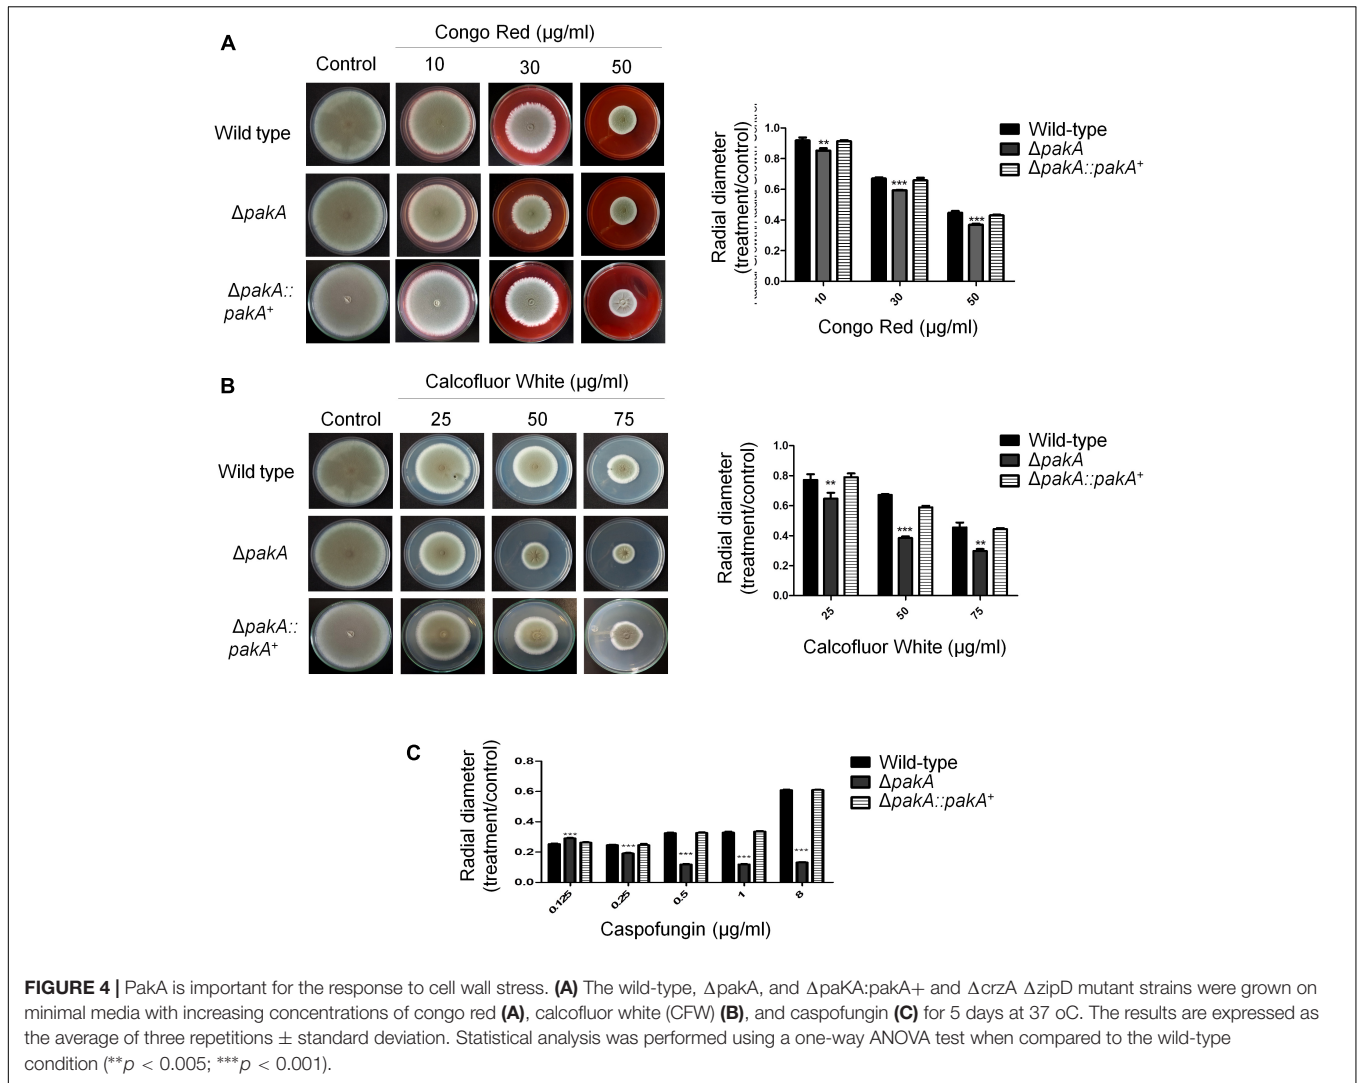 A
Congo Red (µg/ml)
Control 10 30 50
Wild type
ΔpakA
ΔpakA::
pakA+
Radial diameter
(treatment/control)
1.0
0.8
0.6
0.4
0.2
0.0
**
***
***
10 30 50
Congo Red (µg/ml)
Wild-type
ΔpakA
ΔpakA::pakA+
B
Calcofluor White (µg/ml)
Control 25 50 75
Wild type
ΔpakA
ΔpakA::
pakA+
Radial diameter
(treatment/control)
1.0
0.8
0.6
0.4
0.2
0.0
**
***
**
25 50 75
Calcofluor White (µg/ml)
Wild-type
ΔpakA
ΔpakA::pakA+
C
Radial diameter
(treatment/control)
0.8
0.6
0.4
0.2
0.0
***
***
***
***
***
0.125 0.25 0.5 1 8
Caspofungin (µg/ml)
Wild-type
ΔpakA
ΔpakA::pakA+
FIGURE 4 | PakA is important for the response to cell wall stress. (A) The wild-type, ΔpakA, and ΔpaKA:pakA+ and ΔcrzA ΔzipD mutant strains were grown on
minimal media with increasing concentrations of congo red (A), calcofluor white (CFW) (B), and caspofungin (C) for 5 days at 37 oC. The results are expressed as
the average of three repetitions ± standard deviation. Statistical analysis was performed using a one-way ANOVA test when compared to the wild-type
condition (**p < 0.005; ***p < 0.001).